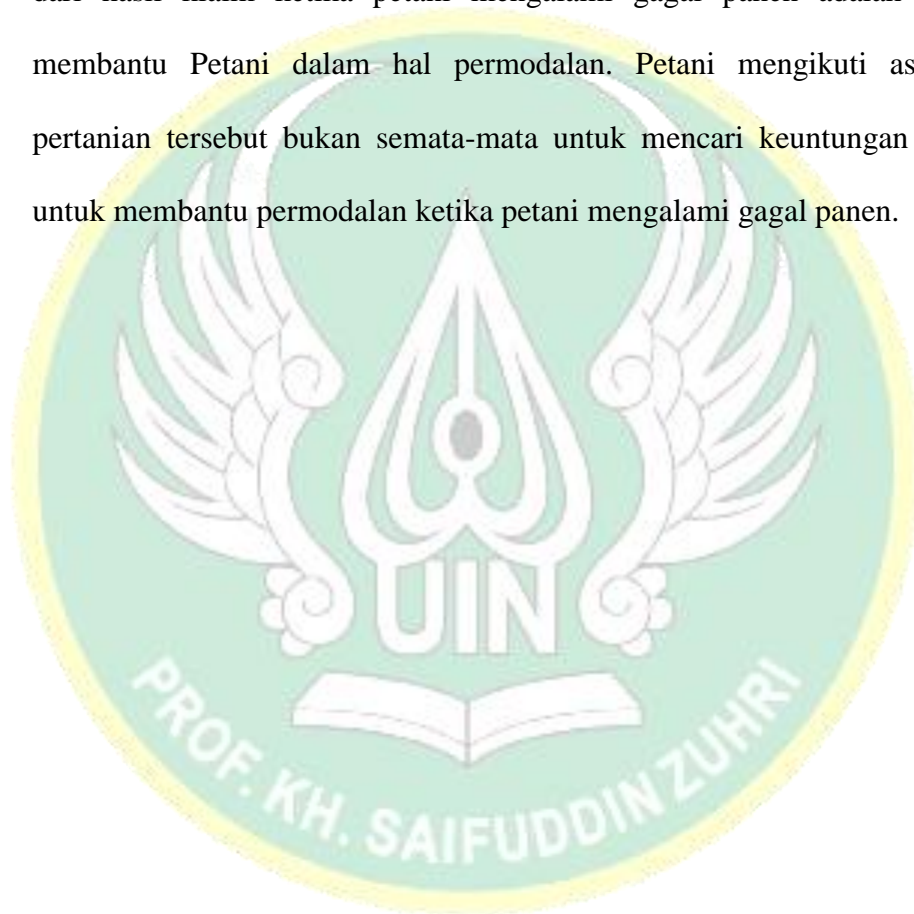 membantu Petani dalam hal permodalan. Petani mengikuti as
pertanian tersebut bukan semata-mata untuk mencari keuntungan
untuk membantu permodalan ketika petani mengalami gagal panen.
UIN
PROF. KH. SAIFUDDIN ZUHRI